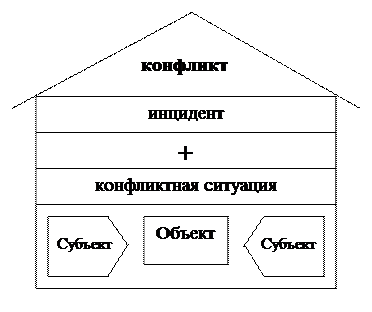 конфликт
инцидент
+
конфликтная ситуация
Субъект Объект Субъект